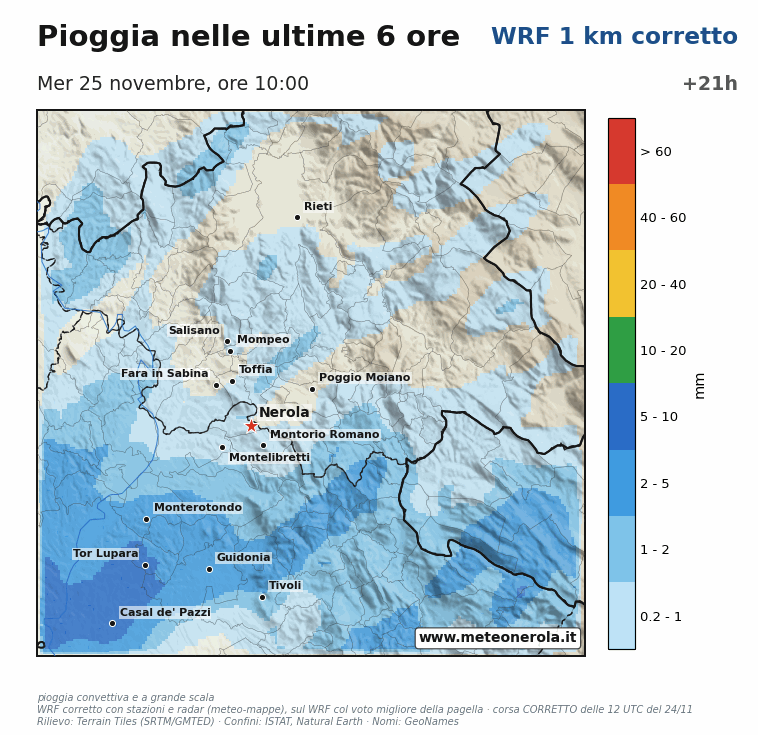 Pioggia nelle ultime 6 ore
WRF 1 km corretto
Mer 25 novembre, ore 10:00
+21h
Rieti
Salisano
Mompeo
Fara in Sabina
Toffia
Poggio Moiano
Nerola
Montorio Romano
Montelibretti
Monterotondo
Tor Lupara
Guidonia
Tivoli
Casal de' Pazzi
www.meteonerola.it
> 60
40 - 60
20 - 40
10 - 20
5 - 10
2 - 5
1 - 2
0.2 - 1
mm
pioggia convettiva e a grande scala
WRF corretto con stazioni e radar (meteo-mappe), sul WRF col voto migliore della pagella · corsa CORRETTO delle 12 UTC del 24/11
Rilievo: Terrain Tiles (SRTM/GMTED) · Confini: ISTAT, Natural Earth · Nomi: GeoNames